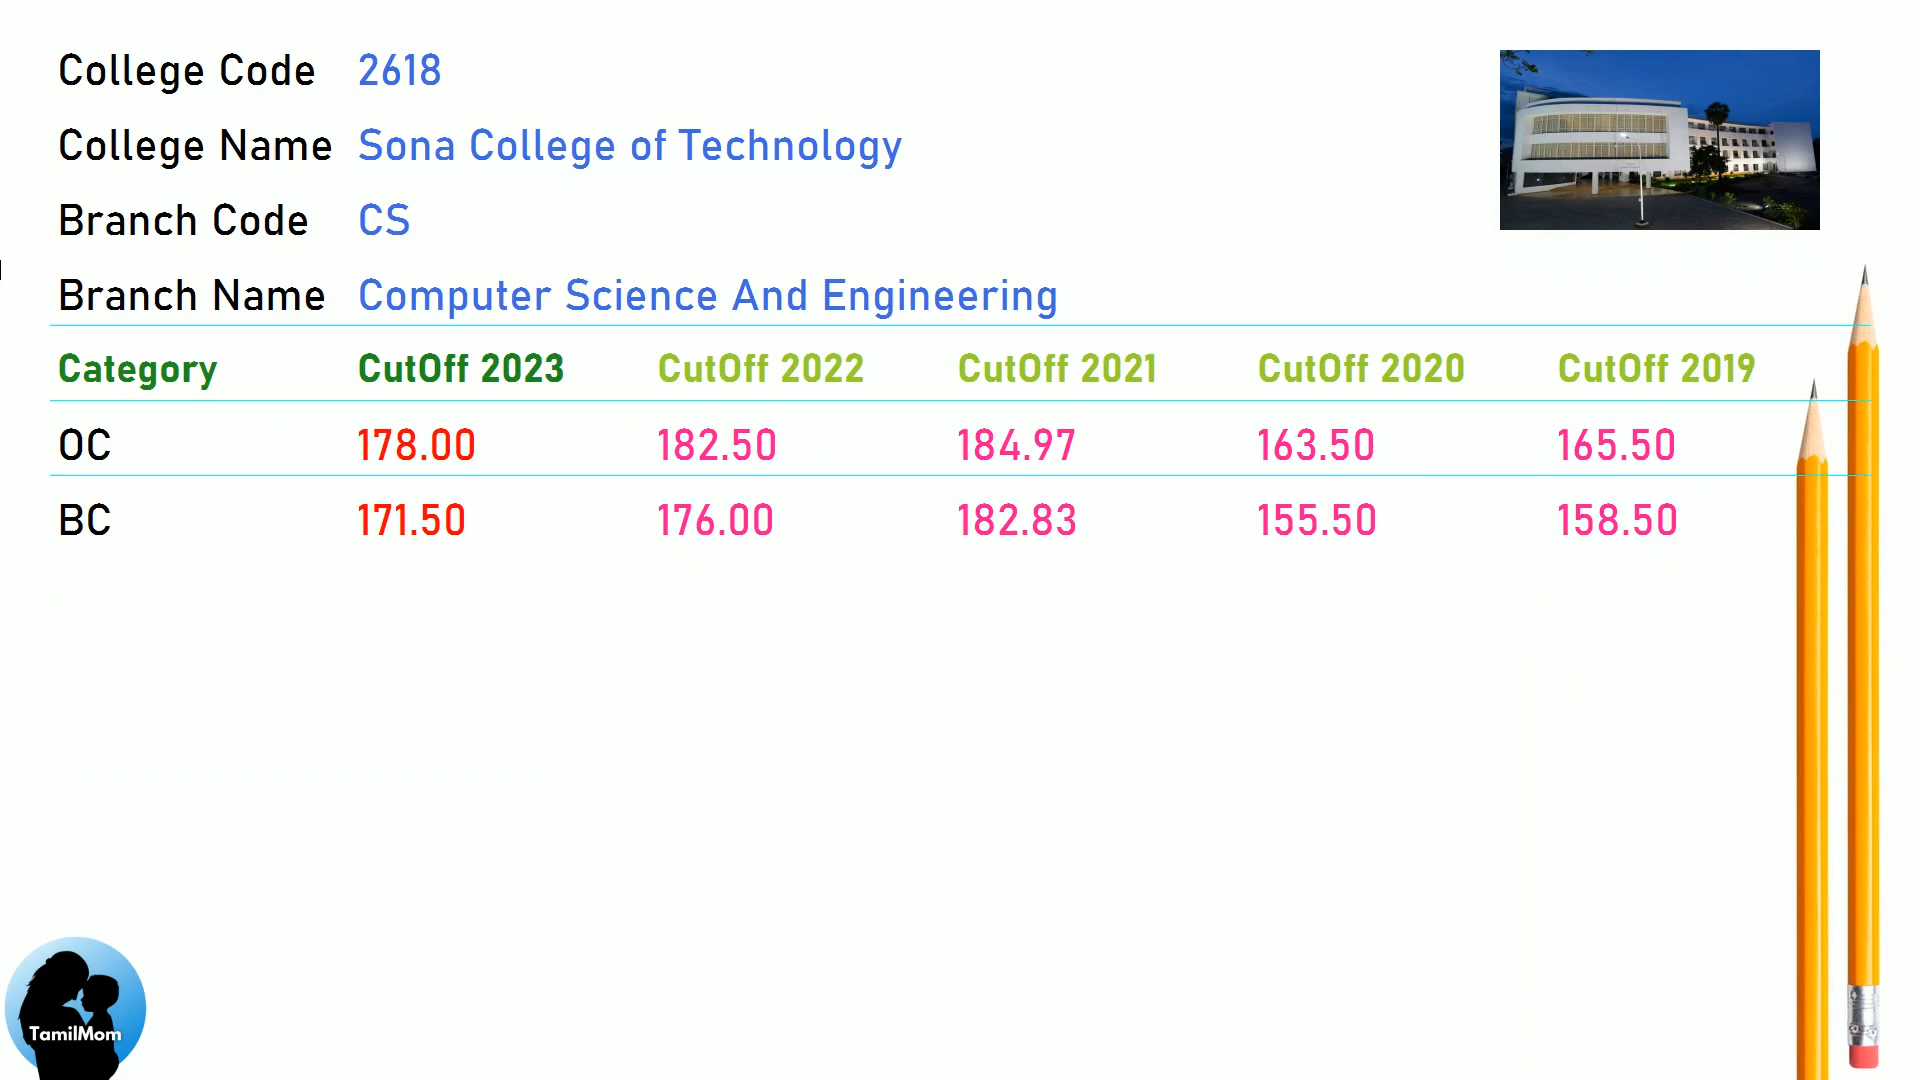 College Code 2618
College Name Sona College of Technology
Branch Code CS
Branch Name Computer Science And Engineering
Category CutOff 2023 CutOff 2022 CutOff 2021 CutOff 2020 CutOff 2019
OC 178.00 182.50 184.97 163.50 165.50
BC 171.50 176.00 182.83 155.50 158.50
TamilMom